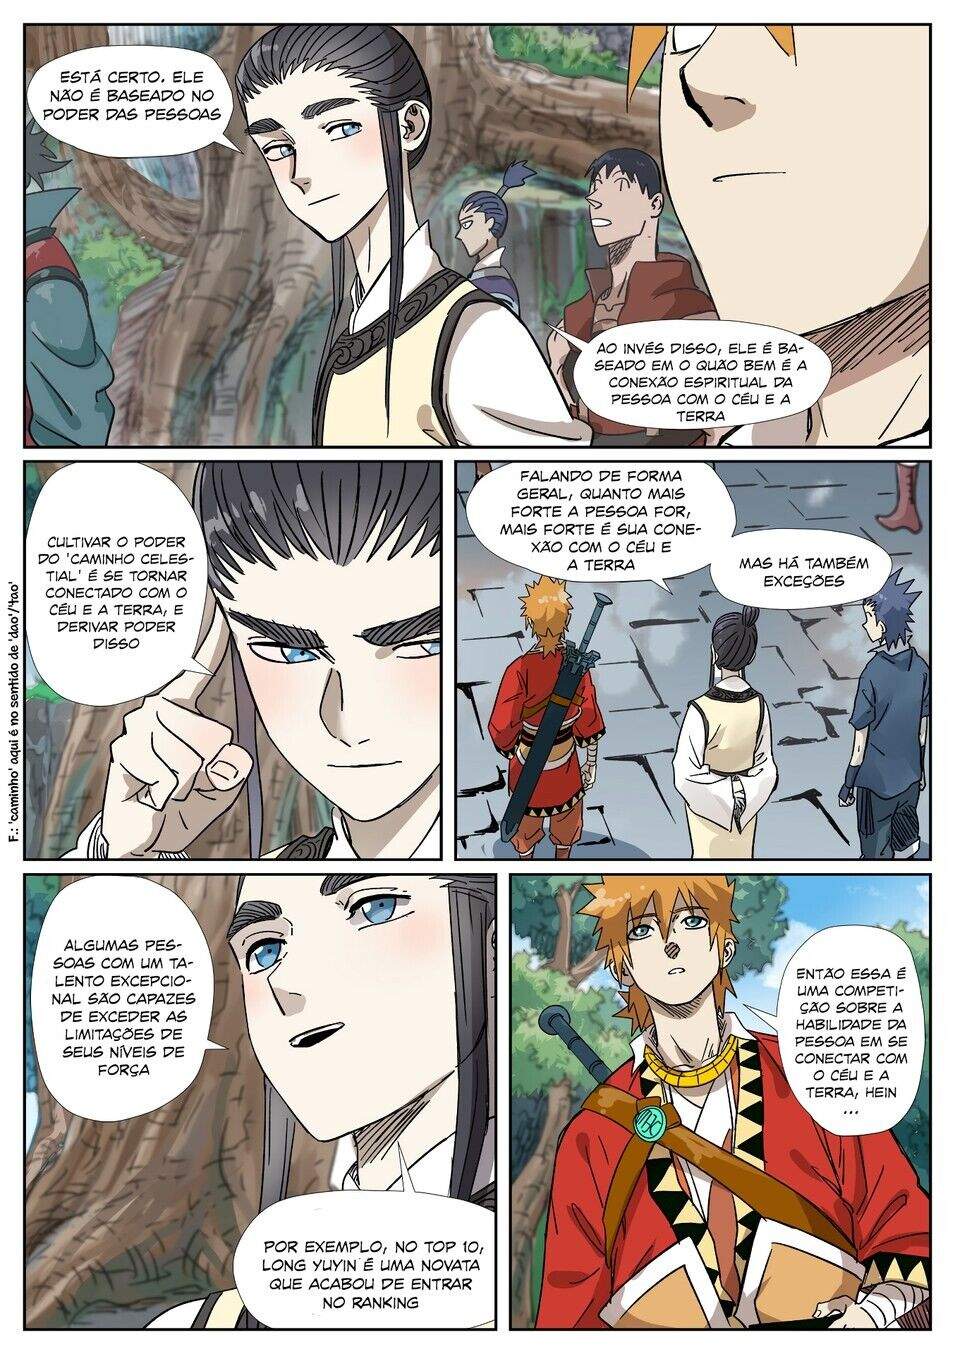 ESTÁ CERTO. ELE
NÃO É BASEADO NO
PODER DAS PESSOAS
AO INVÉS DISSO, ELE É BA-
SEADO EM O QUÃO BEM É A
CONEXÃO ESPIRITUAL DA
PESSOA COM O CÉU E A
TERRA
CULTIVAR O PODER
DO 'CAMINHO CELES-
TIAL' É SE TORNAR
CONECTADO COM O
CÉU E A TERRA, E
DERIVAR PODER
DISSO
F.: 'caminho' aqui é no sentido de 'dao'/'tao'
FALANDO DE FORMA
GERAL, QUANTO MAIS
FORTE A PESSOA FOR,
MAIS FORTE É SUA CONE-
XÃO COM O CÉU E
A TERRA
MAS HÁ TAMBÉM
EXCEÇÕES
ALGUMAS PES-
SOAS COM UM TA-
LENTO EXCEPCIO-
NAL SÃO CAPAZES
DE EXCEDER AS
LIMITAÇÕES DE
SEUS NÍVEIS DE
FORÇA
POR EXEMPLO, NO TOP 10,
LONG YUYIN É UMA NOVATA
QUE ACABOU DE ENTRAR
NO RANKING
ENTÃO ESSA É
UMA COMPETI-
ÇÃO SOBRE A
HABILIDADE DA
PESSOA EM SE
CONECTAR COM
O CÉU E A
TERRA, HEIN
...